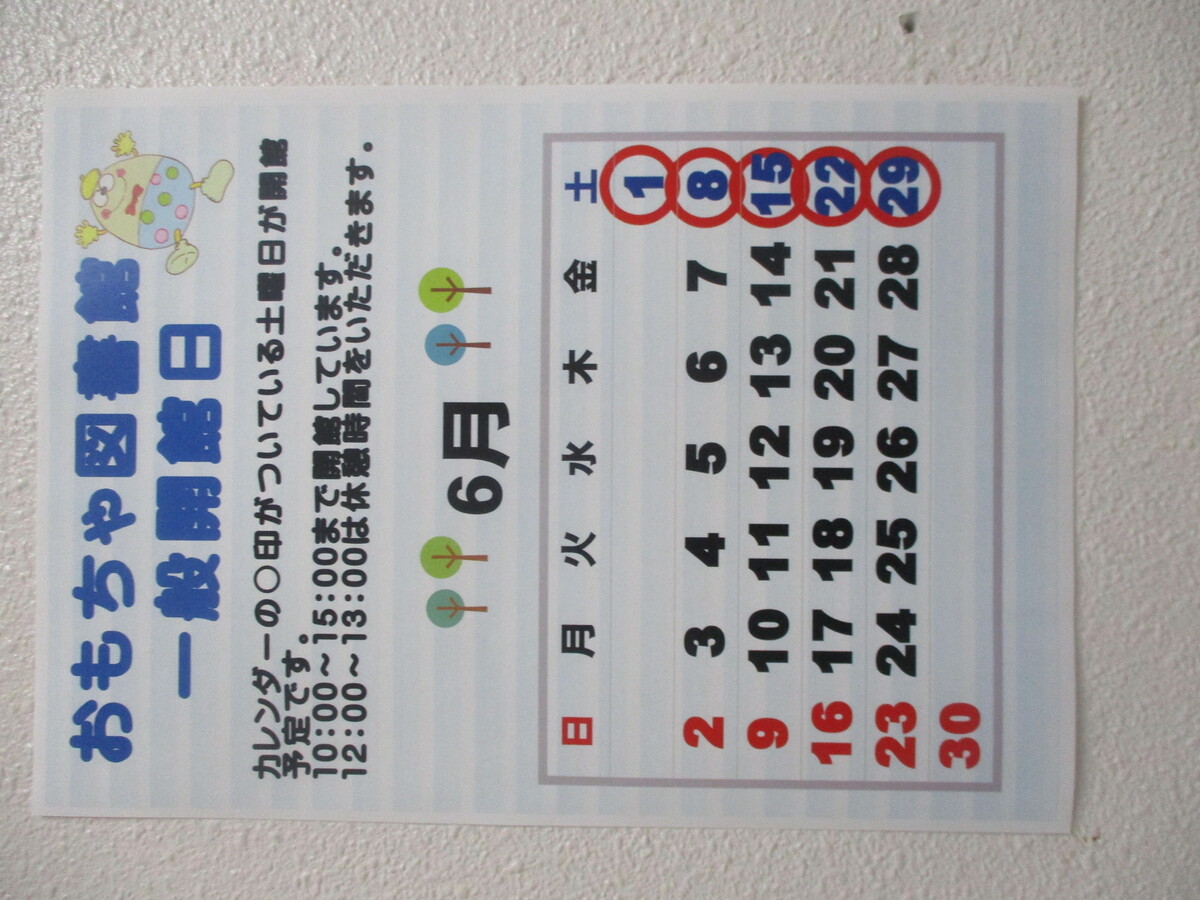 おもちゃ図書館
一般開館日
カレンダーの○印がついている土曜日が開館
予定です。
10:00～15:00まで開館しています。
12:00～13:00は休憩時間をいただきます。
6月
日 月 火 水 木 金 土
1
2 3 4 5 6 7 8
9 10 11 12 13 14 15
16 17 18 19 20 21 22
23 24 25 26 27 28 29
30